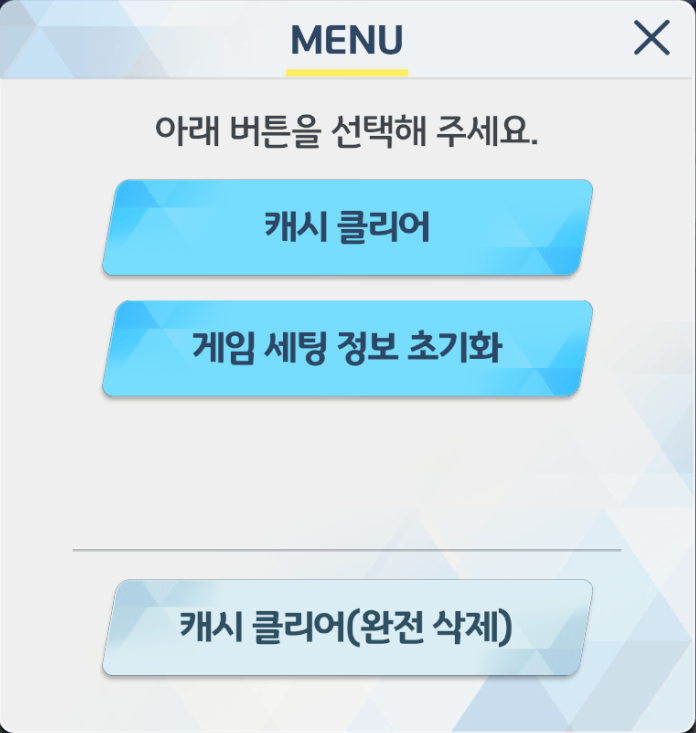 MENU
아래 버튼을 선택해 주세요.
캐시 클리어
게임 세팅 정보 초기화
캐시 클리어(완전 삭제)